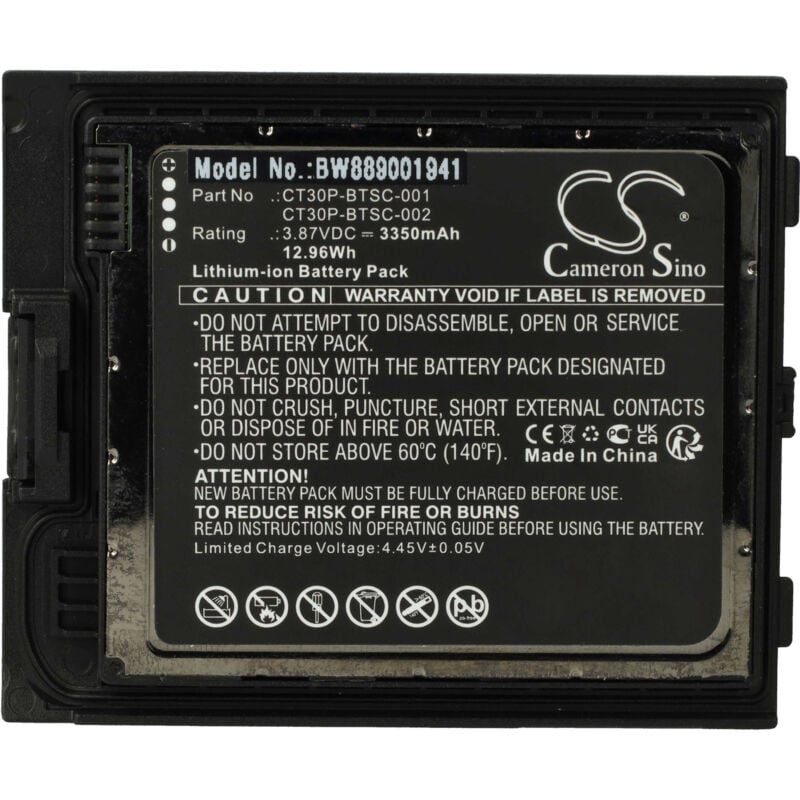 Model No.:BW889001941
Part No .:CT30P-BTSC-001
CT30P-BTSC-002
Rating .:3.87VDC ⎓ 3350mAh
12.96Wh
Lithium-ion Battery Pack
CS ®
Cameron Sino
CAUTION WARRANTY VOID IF LABEL IS REMOVED
•DO NOT ATTEMPT TO DISASSEMBLE, OPEN OR SERVICE
THE BATTERY PACK.
•REPLACE ONLY WITH THE BATTERY PACK DESIGNATED
FOR THIS PRODUCT.
•DO NOT CRUSH, PUNCTURE, SHORT EXTERNAL CONTACTS
OR DISPOSE OF IN FIRE OR WATER.
•DO NOT STORE ABOVE 60°C (140°F).
CE UK CA
Made In China
ATTENTION!
NEW BATTERY PACK MUST BE FULLY CHARGED BEFORE USE.
TO REDUCE RISK OF FIRE OR BURNS
READ INSTRUCTIONS IN OPERATING GUIDE BEFORE USING THE BATTERY.
Limited Charge Voltage:4.45V±0.05V
pb